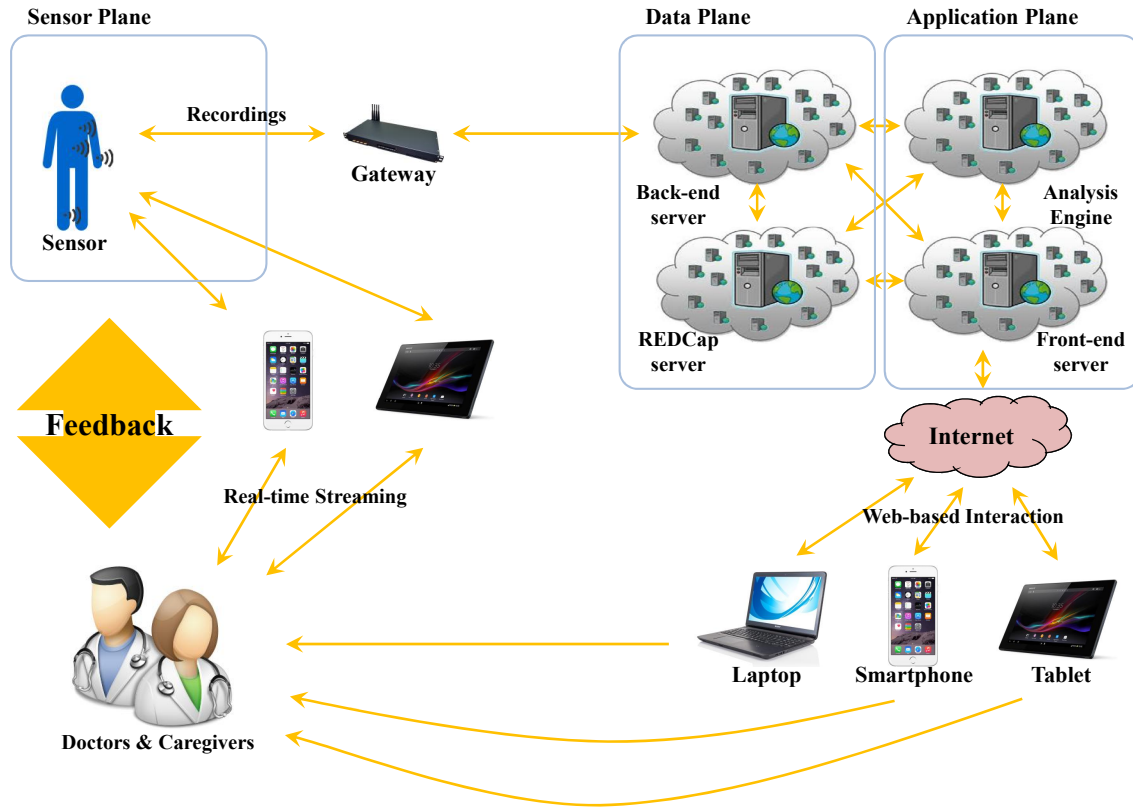 Sensor Plane
Data Plane
Application Plane
Recordings
Gateway
Sensor
Back-end
server
Analysis
Engine
REDCap
server
Front-end
server
Feedback
Internet
Real-time Streaming
Web-based Interaction
Laptop
Smartphone
Tablet
Doctors & Caregivers